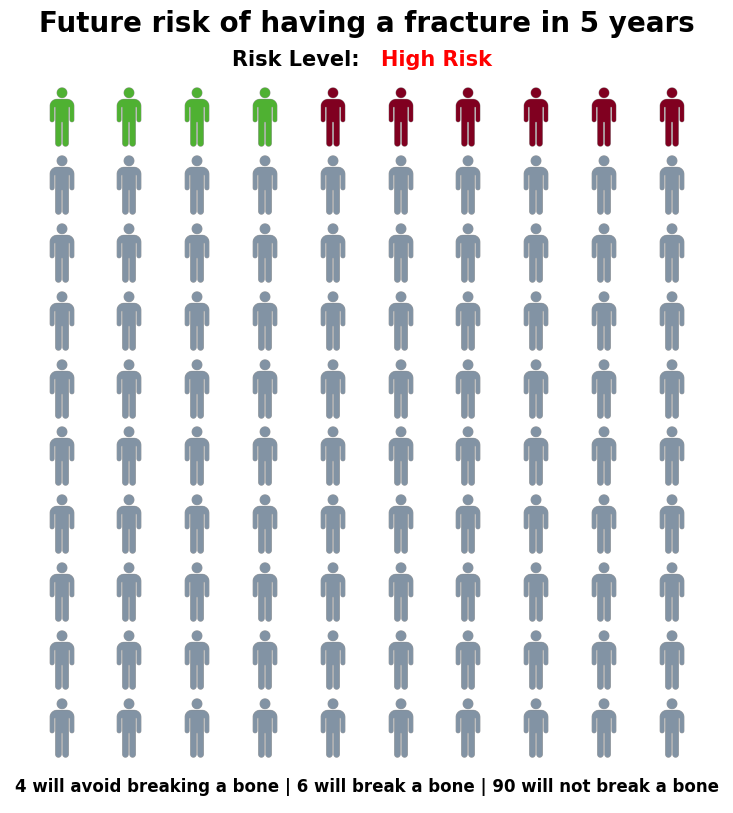 Future risk of having a fracture in 5 years
Risk Level: High Risk
4 will avoid breaking a bone | 6 will break a bone | 90 will not break a bone